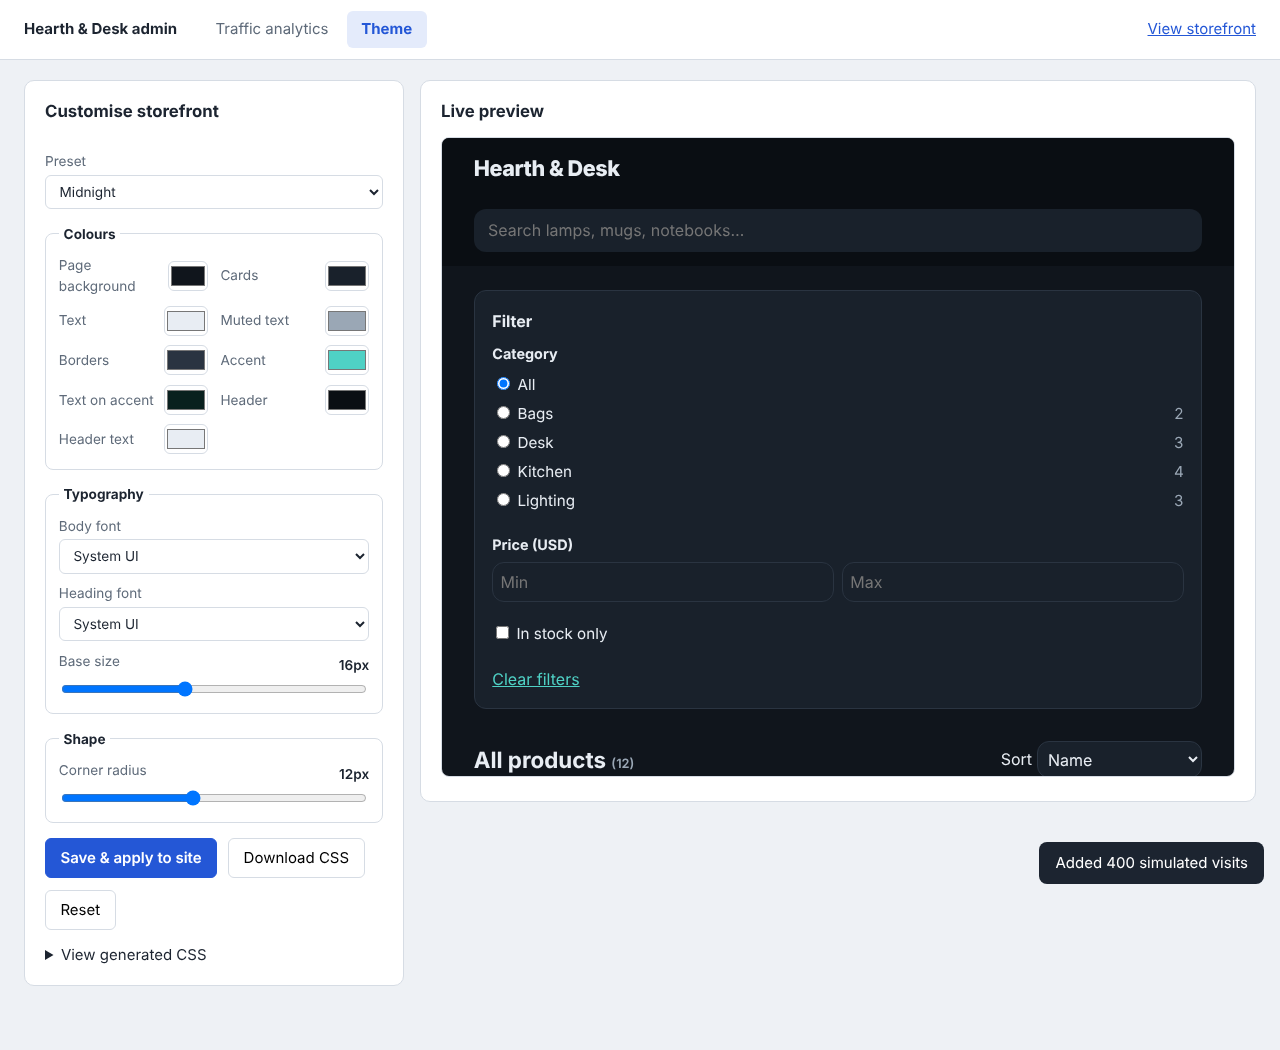 Hearth & Desk admin
Traffic analytics
Theme
View storefront
Customise storefront
Preset
Midnight
Colours
Page background
Cards
Text
Muted text
Borders
Accent
Text on accent
Header
Header text
Typography
Body font
System UI
Heading font
System UI
Base size
16px
Shape
Corner radius
12px
Save & apply to site
Download CSS
Reset
View generated CSS
Live preview
Hearth & Desk
Search lamps, mugs, notebooks...
Filter
Category
All
Bags 2
Desk 3
Kitchen 4
Lighting 3
Price (USD)
Min
Max
In stock only
Clear filters
All products (12)
Sort
Name
Added 400 simulated visits